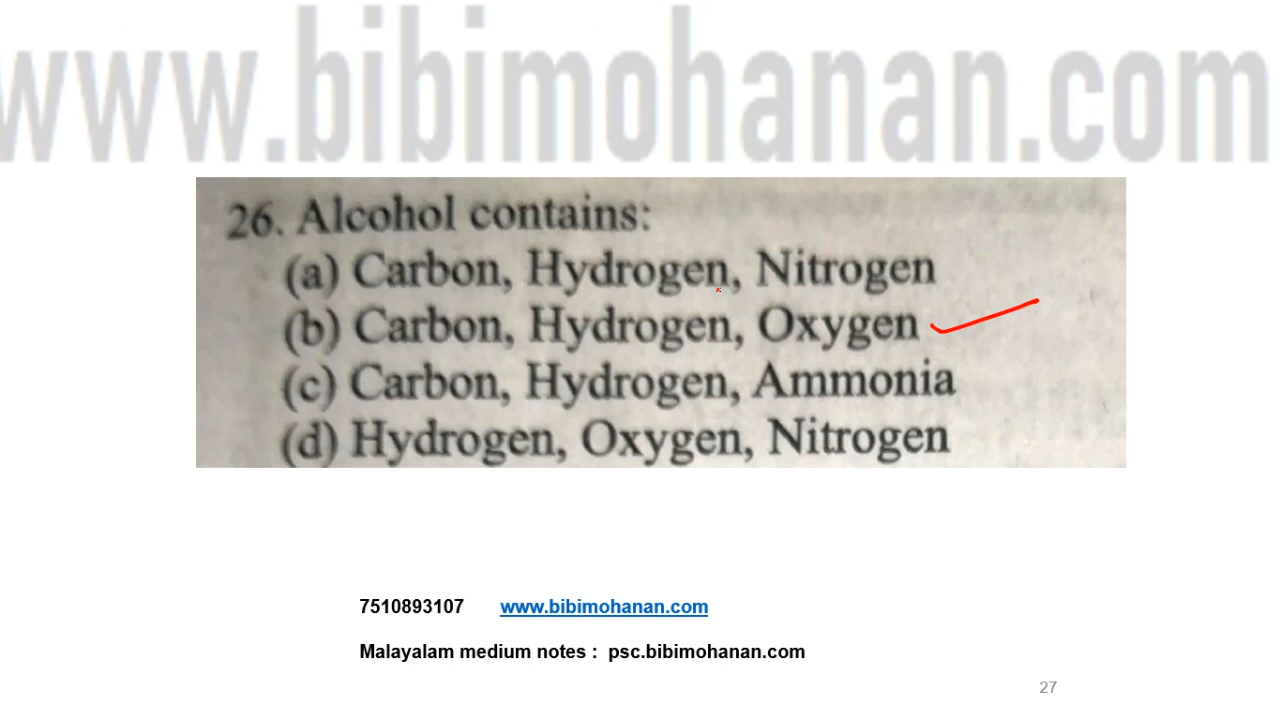 www.bibimohanan.com
26. Alcohol contains:
(a) Carbon, Hydrogen, Nitrogen
(b) Carbon, Hydrogen, Oxygen
(c) Carbon, Hydrogen, Ammonia
(d) Hydrogen, Oxygen, Nitrogen
7510893107 www.bibimohanan.com
Malayalam medium notes : psc.bibimohanan.com
27